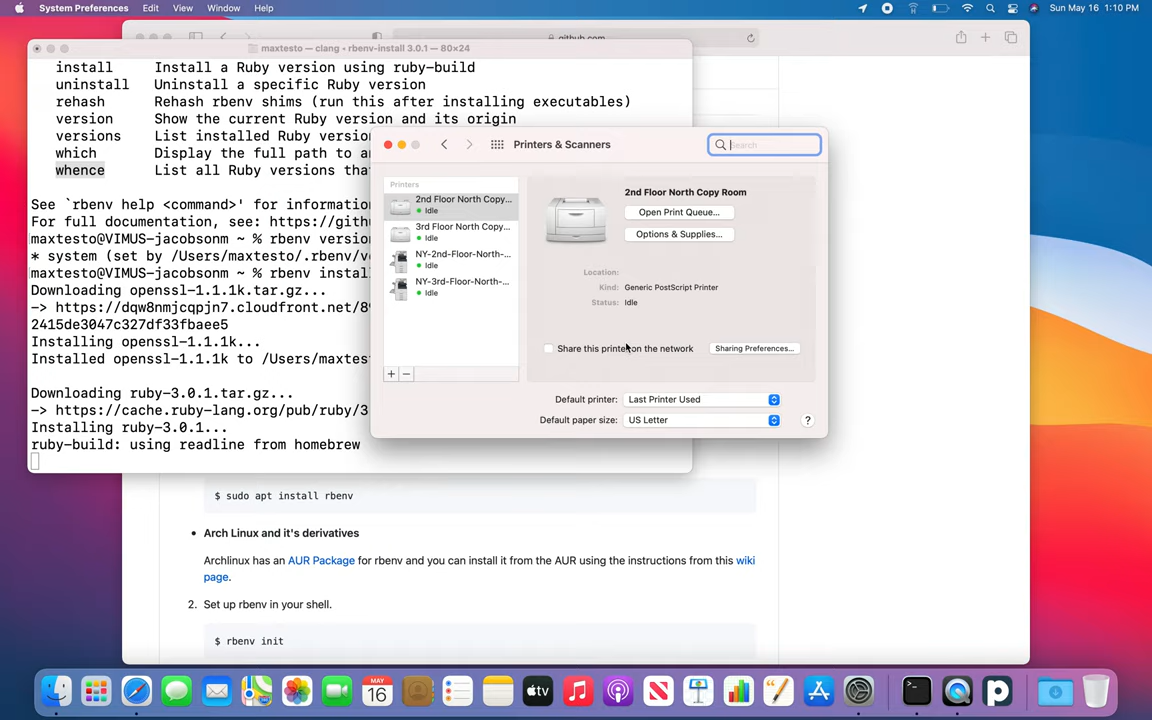 System Preferences Edit View Window Help
Sun May 16 1:10 PM
github.com
maxtesto — clang • rbenv-install 3.0.1 — 80×24
install Install a Ruby version using ruby-build
uninstall Uninstall a specific Ruby version
rehash Rehash rbenv shims (run this after installing executables)
version Show the current Ruby version and its origin
versions List installed Ruby versio
which Display the full path to a
whence List all Ruby versions tha
See `rbenv help <command>' for informatio
For full documentation, see: https://gith
maxtesto@VIMUS-jacobsonm ~ % rbenv version
* system (set by /Users/maxtesto/.rbenv/v
maxtesto@VIMUS-jacobsonm ~ % rbenv instal
Downloading openssl-1.1.1k.tar.gz...
-> https://dqw8nmjcqpjn7.cloudfront.net/89
2415de3047c327df33fbaee5
Installing openssl-1.1.1k...
Installed openssl-1.1.1k to /Users/maxtes
Downloading ruby-3.0.1.tar.gz...
-> https://cache.ruby-lang.org/pub/ruby/3
Installing ruby-3.0.1...
ruby-build: using readline from homebrew
Printers & Scanners
Search
Printers
2nd Floor North Copy...
Idle
3rd Floor North Copy...
Idle
NY-2nd-Floor-North-...
Idle
NY-3rd-Floor-North-...
Idle
+ −
2nd Floor North Copy Room
Open Print Queue...
Options & Supplies...
Location:
Kind: Generic PostScript Printer
Status: Idle
Share this printer on the network
Sharing Preferences...
Default printer: Last Printer Used
Default paper size: US Letter
?
$ sudo apt install rbenv
• Arch Linux and it's derivatives
Archlinux has an AUR Package for rbenv and you can install it from the AUR using the instructions from this wiki
page.
2. Set up rbenv in your shell.
$ rbenv init
MAY
16
tv